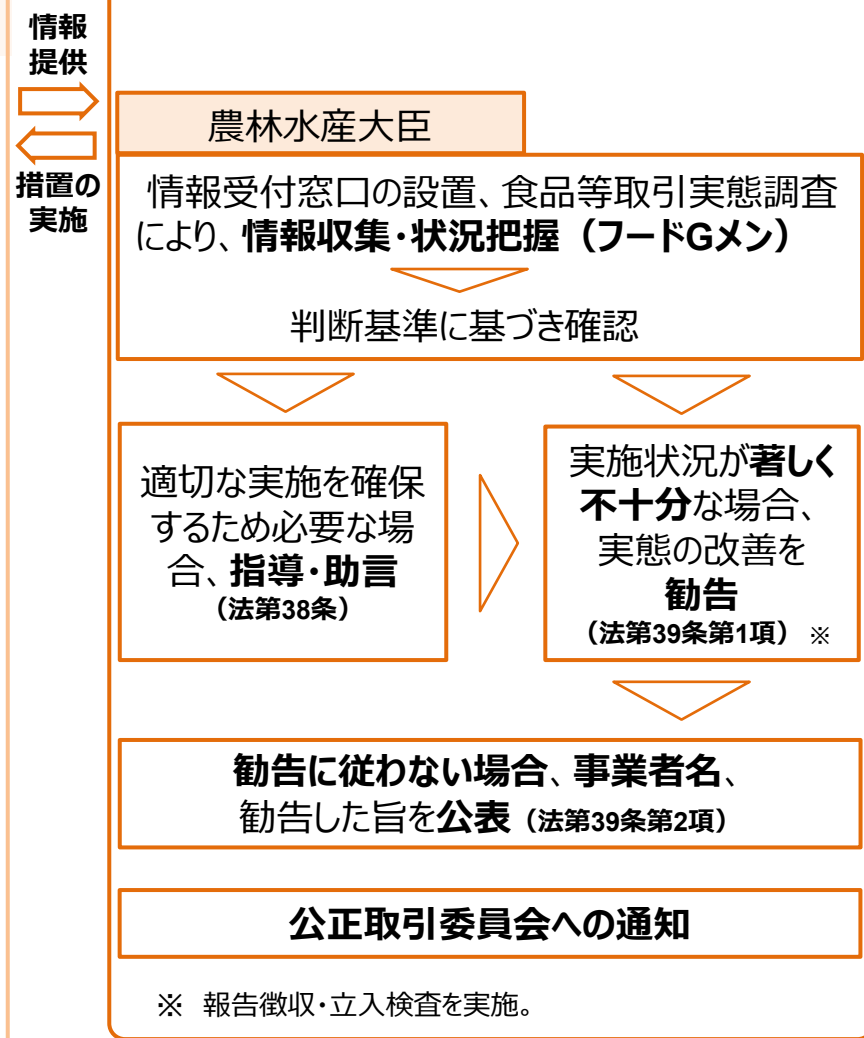 情報
提供
措置の
実施
農林水産大臣
情報受付窓口の設置、食品等取引実態調査
により、情報収集・状況把握（フードGメン）
判断基準に基づき確認
適切な実施を確保
するため必要な場
合、指導・助言
（法第38条）
実施状況が著しく
不十分な場合、
実態の改善を
勧告
（法第39条第1項）※
勧告に従わない場合、事業者名、
勧告した旨を公表（法第39条第2項）
公正取引委員会への通知
※ 報告徴収・立入検査を実施。